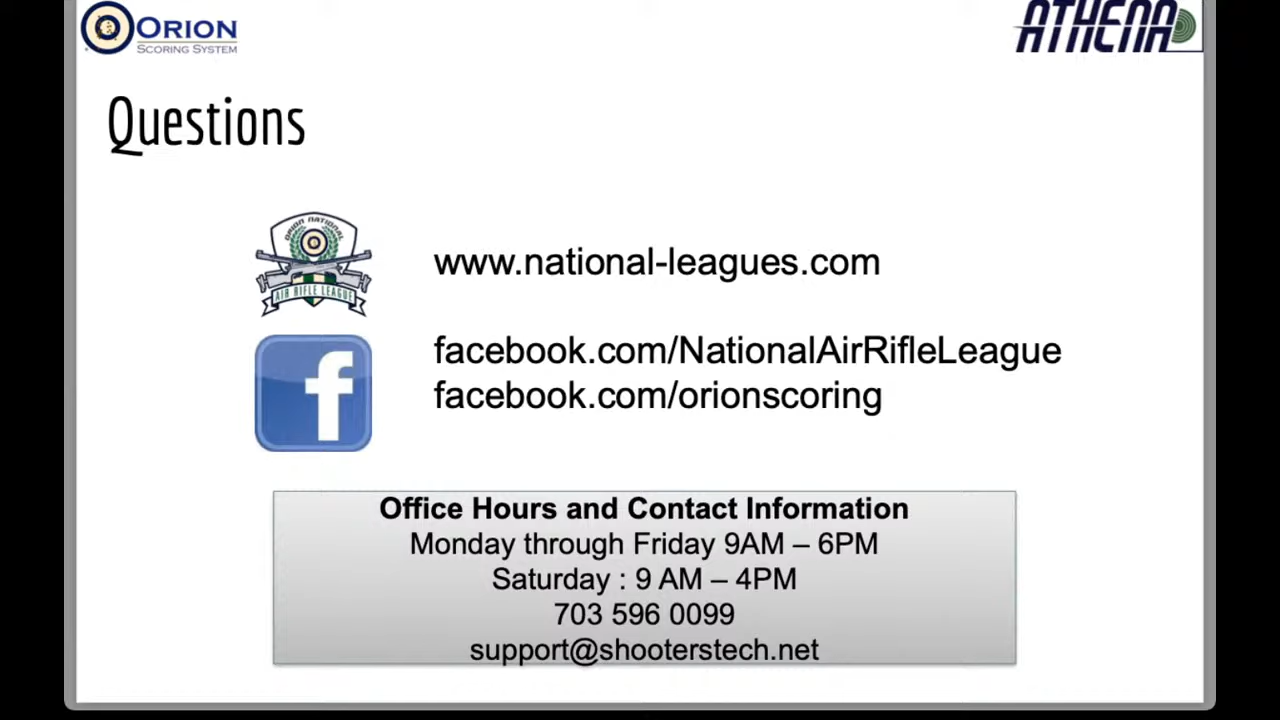 ORION
SCORING SYSTEM
ATHENA
Questions
ORION NATIONAL
AIR RIFLE LEAGUE
www.national-leagues.com
f
facebook.com/NationalAirRifleLeague
facebook.com/orionscoring
Office Hours and Contact Information
Monday through Friday 9AM – 6PM
Saturday : 9 AM – 4PM
703 596 0099
support@shooterstech.net